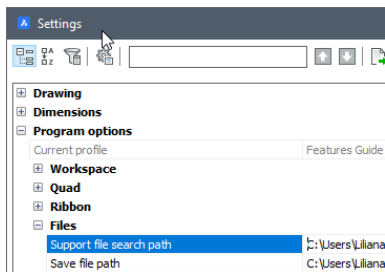 Settings
Drawing
Dimensions
Program options
Current profile Features Guide
Workspace
Quad
Ribbon
Files
Support file search path C:\Users\Liliana
Save file path C:\Users\Liliana